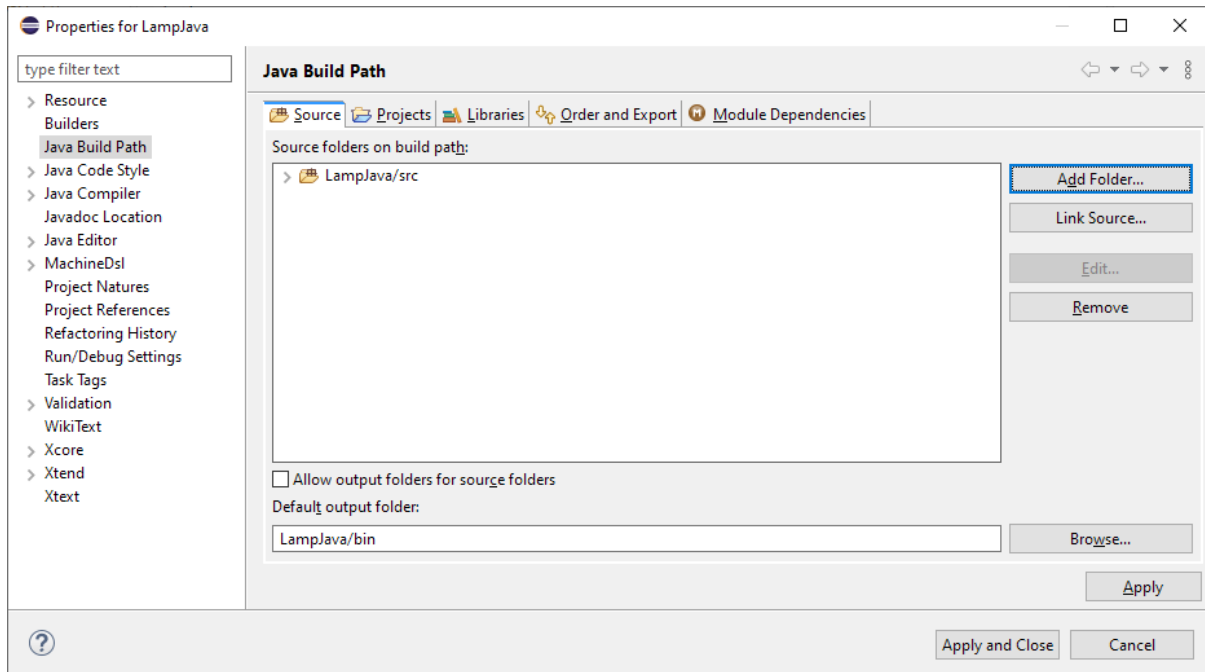 Properties for LampJava
type filter text
Resource
Builders
Java Build Path
Java Code Style
Java Compiler
Javadoc Location
Java Editor
MachineDsl
Project Natures
Project References
Refactoring History
Run/Debug Settings
Task Tags
Validation
WikiText
Xcore
Xtend
Xtext
Java Build Path
Source Projects Libraries Order and Export Module Dependencies
Source folders on build path:
LampJava/src
Add Folder...
Link Source...
Edit...
Remove
Allow output folders for source folders
Default output folder:
LampJava/bin
Browse...
Apply
Apply and Close Cancel